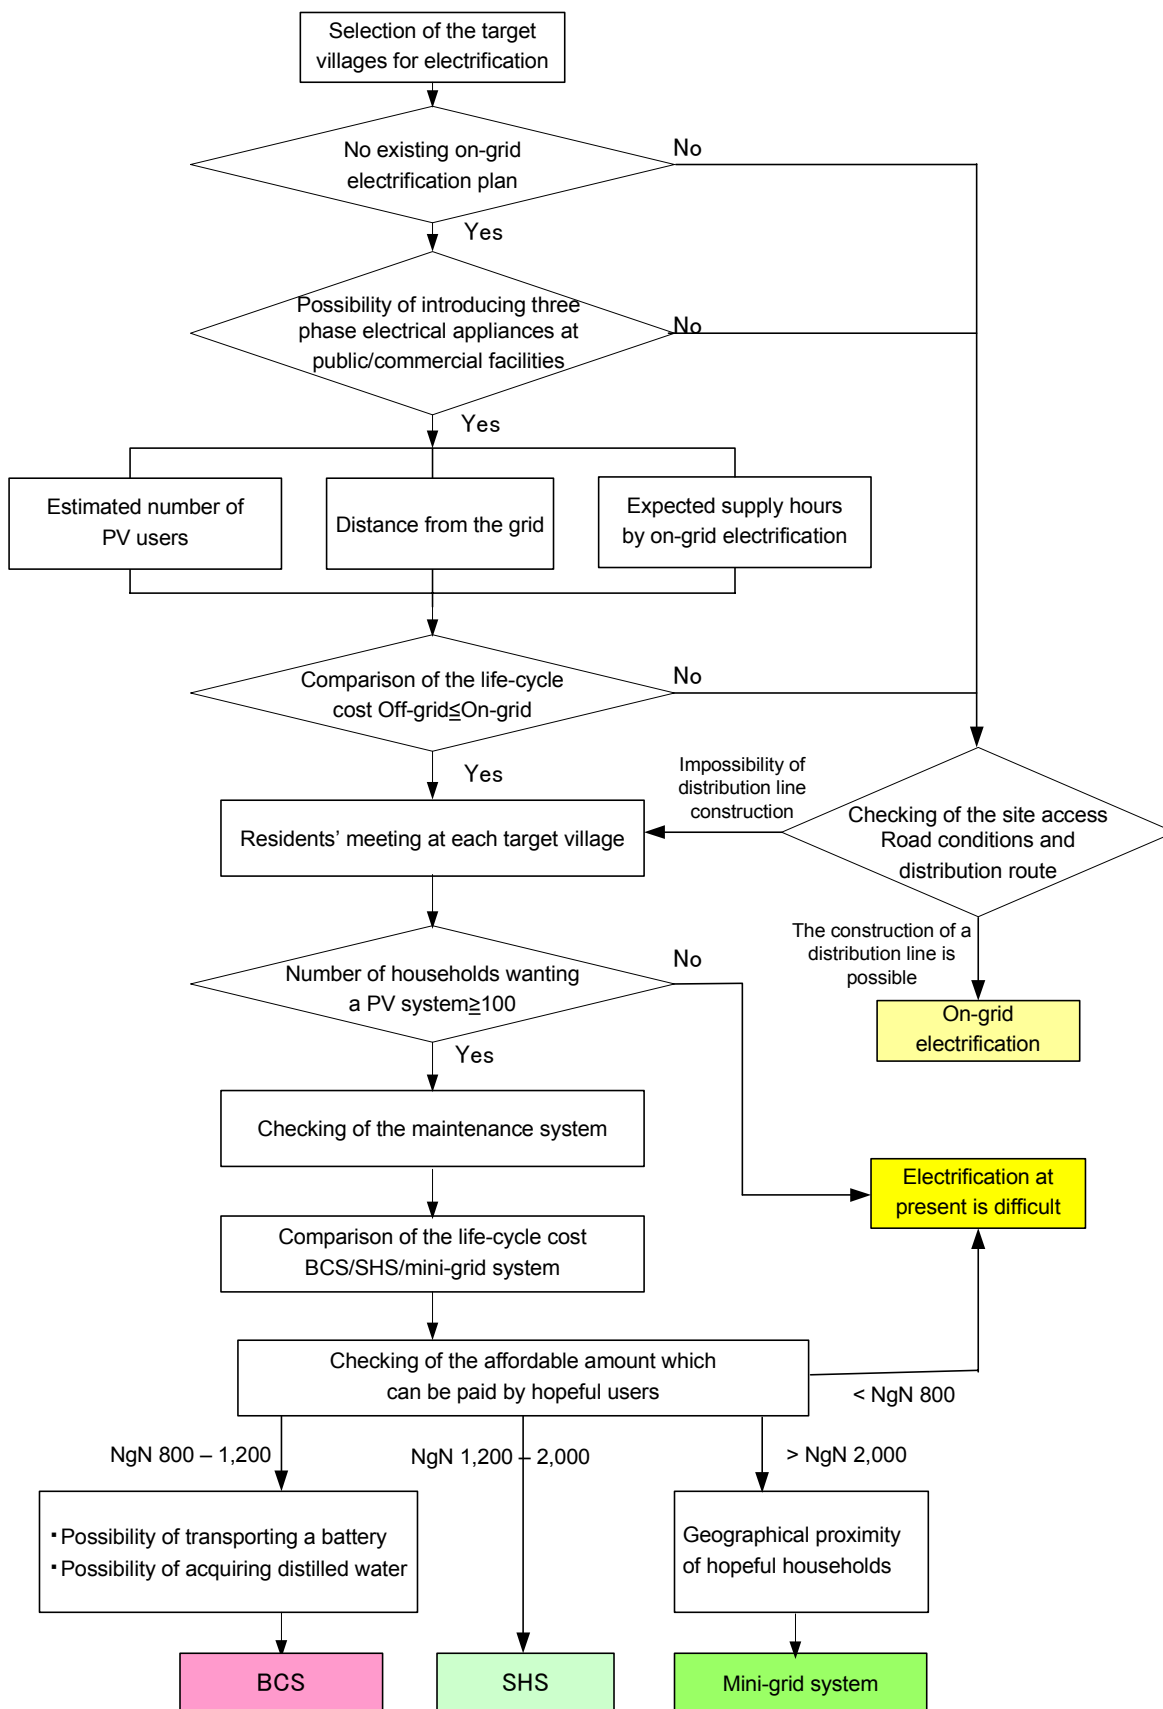 Selection of the target
villages for electrification
No existing on-grid
electrification plan
No
Yes
Possibility of introducing three
phase electrical appliances at
public/commercial facilities
No
Yes
Estimated number of
PV users
Distance from the grid
Expected supply hours
by on-grid electrification
Comparison of the life-cycle
cost Off-grid≦On-grid
No
Yes
Impossibility of
distribution line
construction
Checking of the site access
Road conditions and
distribution route
Residents’ meeting at each target village
The construction of a
distribution line is
possible
On-grid
electrification
Number of households wanting
a PV system≧100
No
Yes
Checking of the maintenance system
Electrification at
present is difficult
Comparison of the life-cycle cost
BCS/SHS/mini-grid system
Checking of the affordable amount which
can be paid by hopeful users
< NgN 800
NgN 800 – 1,200
NgN 1,200 – 2,000
> NgN 2,000
・Possibility of transporting a battery
・Possibility of acquiring distilled water
Geographical proximity
of hopeful households
BCS
SHS
Mini-grid system